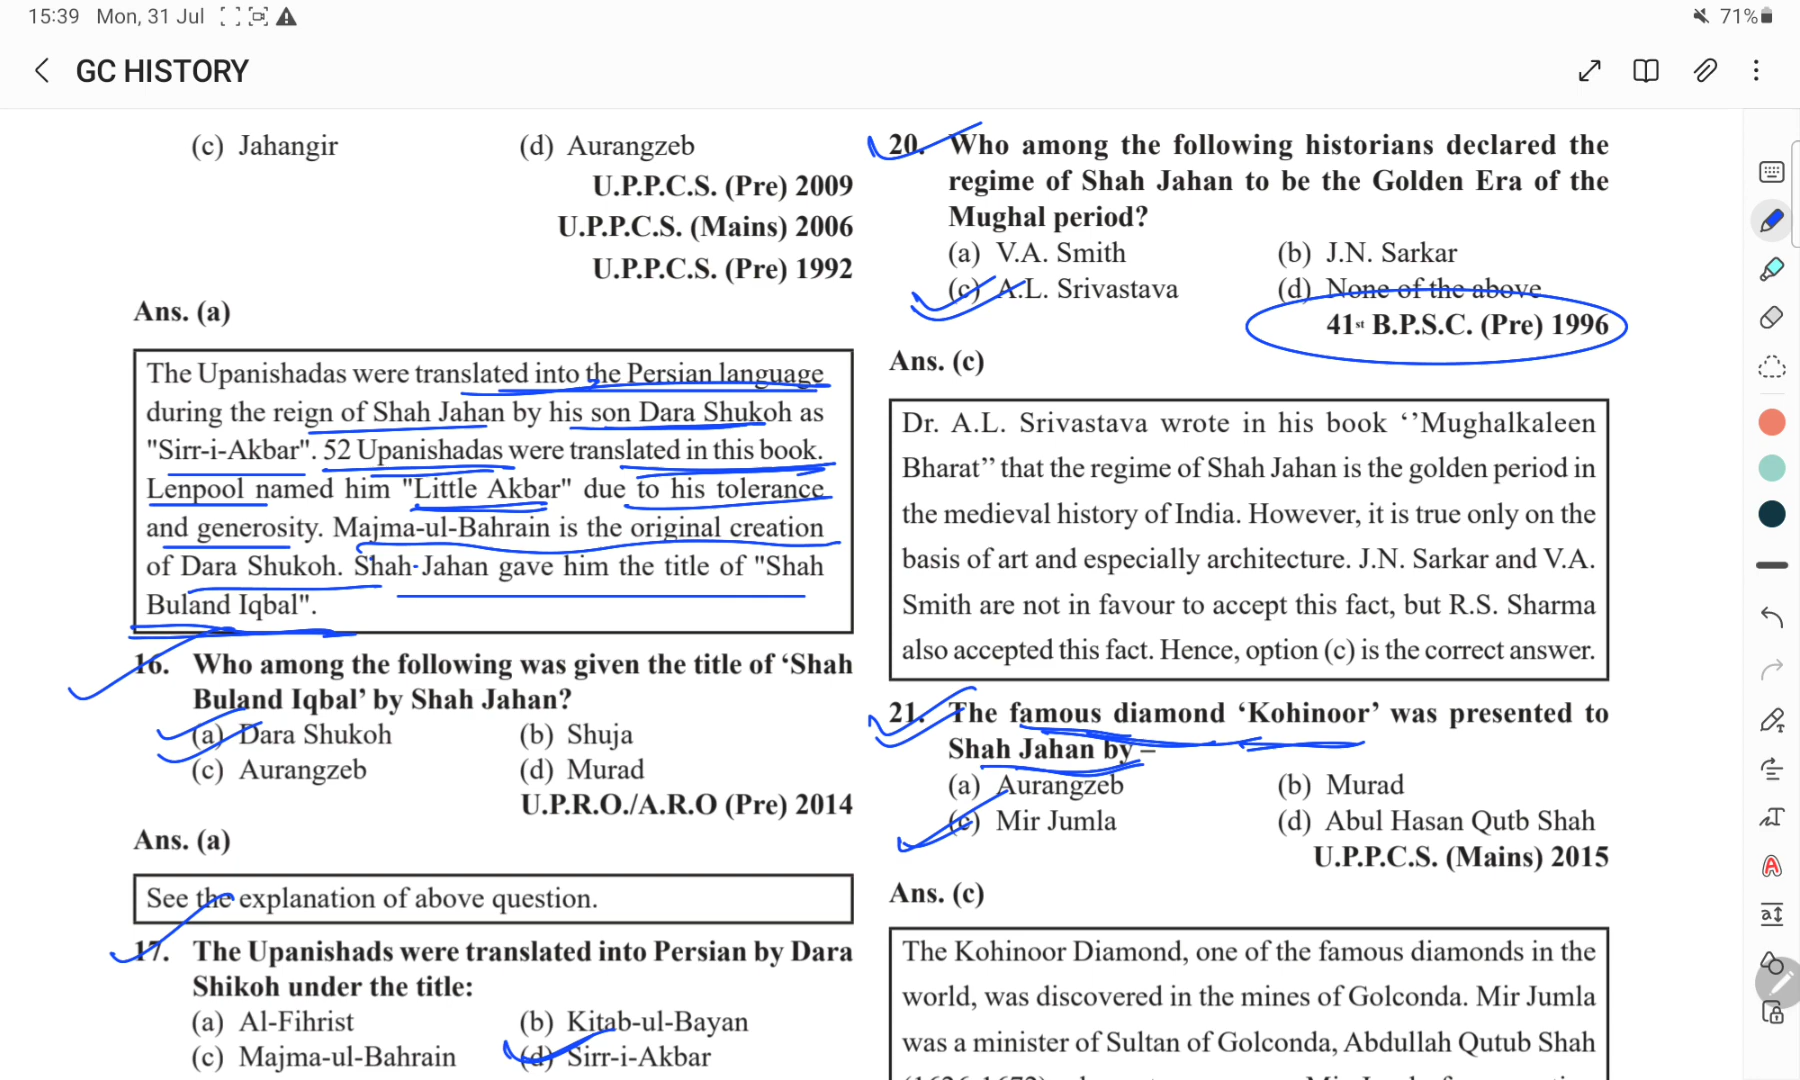 15:39 Mon, 31 Jul
71%
GC HISTORY
(c) Jahangir (d) Aurangzeb
U.P.P.C.S. (Pre) 2009
U.P.P.C.S. (Mains) 2006
U.P.P.C.S. (Pre) 1992
Ans. (a)
The Upanishadas were translated into the Persian language
during the reign of Shah Jahan by his son Dara Shukoh as
"Sirr-i-Akbar". 52 Upanishadas were translated in this book.
Lenpool named him "Little Akbar" due to his tolerance
and generosity. Majma-ul-Bahrain is the original creation
of Dara Shukoh. Shah Jahan gave him the title of "Shah
Buland Iqbal".
16. Who among the following was given the title of ‘Shah
Buland Iqbal’ by Shah Jahan?
(a) Dara Shukoh (b) Shuja
(c) Aurangzeb (d) Murad
U.P.R.O./A.R.O (Pre) 2014
Ans. (a)
See the explanation of above question.
17. The Upanishads were translated into Persian by Dara
Shikoh under the title:
(a) Al-Fihrist (b) Kitab-ul-Bayan
(c) Majma-ul-Bahrain (d) Sirr-i-Akbar
20. Who among the following historians declared the
regime of Shah Jahan to be the Golden Era of the
Mughal period?
(a) V.A. Smith (b) J.N. Sarkar
(c) A.L. Srivastava (d) None of the above
41st B.P.S.C. (Pre) 1996
Ans. (c)
Dr. A.L. Srivastava wrote in his book ‘’Mughalkaleen
Bharat’’ that the regime of Shah Jahan is the golden period in
the medieval history of India. However, it is true only on the
basis of art and especially architecture. J.N. Sarkar and V.A.
Smith are not in favour to accept this fact, but R.S. Sharma
also accepted this fact. Hence, option (c) is the correct answer.
21. The famous diamond ‘Kohinoor’ was presented to
Shah Jahan by –
(a) Aurangzeb (b) Murad
(c) Mir Jumla (d) Abul Hasan Qutb Shah
U.P.P.C.S. (Mains) 2015
Ans. (c)
The Kohinoor Diamond, one of the famous diamonds in the
world, was discovered in the mines of Golconda. Mir Jumla
was a minister of Sultan of Golconda, Abdullah Qutub Shah